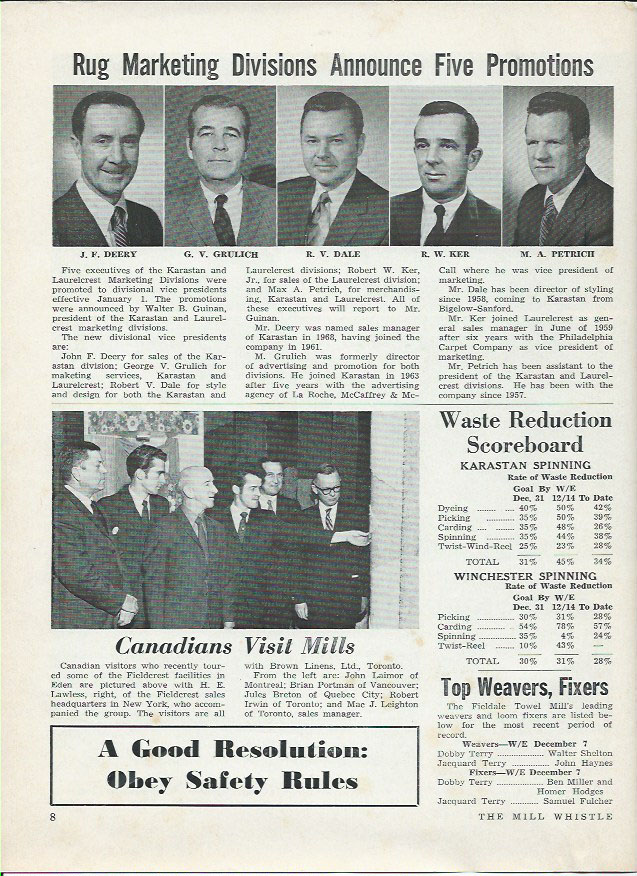 Rug Marketing Divisions Announce Five Promotions
J. F. DEERY
G. V. GRULICH
R. V. DALE
R. W. KER
M. A. PETRICH
Five executives of the Karastan and
Laurelcrest Marketing Divisions were
promoted to divisional vice presidents
effective January 1. The promotions
were announced by Walter B. Guinan,
president of the Karastan and Laurel-
crest marketing divisions.
The new divisional vice presidents
are:
John F. Deery for sales of the Kar-
astan division; George V. Grulich for
maketing services, Karastan and
Laurelcrest; Robert V. Dale for style
and design for both the Karastan and
Laurelcrest divisions; Robert W. Ker,
Jr., for sales of the Laurelcrest division;
and Max A. Petrich, for merchandis-
ing, Karastan and Laurelcrest. All of
these executives will report to Mr.
Guinan.
Mr. Deery was named sales manager
of Karastan in 1968, having joined the
company in 1961.
M. Grulich was formerly director
of advertising and promotion for both
divisions. He joined Karastan in 1963
after five years with the advertising
agency of La Roche, McCaffrey & Mc-
Call where he was vice president of
marketing.
Mr. Dale has been director of styling
since 1958, coming to Karastan from
Bigelow-Sanford.
Mr. Ker joined Laurelcrest as gen-
eral sales manager in June of 1959
after six years with the Philadelphia
Carpet Company as vice president of
marketing.
Mr. Petrich has been assistant to the
president of the Karastan and Laurel-
crest divisions. He has been with the
company since 1957.
Canadians Visit Mills
Canadian visitors who recently tour-
ed some of the Fieldcrest facilities in
Eden are pictured above with H. E.
Lawless, right, of the Fieldcrest sales
headquarters in New York, who accom-
panied the group. The visitors are all
with Brown Linens, Ltd., Toronto.
From the left are: John Laimor of
Montreal; Brian Portman of Vancouver;
Jules Breton of Quebec City; Robert
Irwin of Toronto; and Mac J. Leighton
of Toronto, sales manager.
A Good Resolution:
Obey Safety Rules
Waste Reduction
Scoreboard
KARASTAN SPINNING
Rate of Waste Reduction
Goal By W/E
Dec. 31 12/14 To Date
Dyeing ........ .... 40% 50% 42%
Picking ............ 35% 50% 39%
Carding .... ....... 35% 48% 26%
Spinning ........... 35% 44% 38%
Twist-Wind-Reel 25% 23% 28%
TOTAL 31% 45% 34%
WINCHESTER SPINNING
Rate of Waste Reduction
Goal By W/E
Dec. 31 12/14 To Date
Picking ............ 30% 31% 28%
Carding ........... 54% 78% 57%
Spinning ........... 35% 4% 24%
Twist-Reel ....... 10% 43% —
TOTAL 30% 31% 28%
Top Weavers, Fixers
The Fieldale Towel Mill's leading
weavers and loom fixers are listed be-
low for the most recent period of
record.
Weavers—W/E December 7
Dobby Terry .................. Walter Shelton
Jacquard Terry ............... John Haynes
Fixers—W/E December 7
Dobby Terry .................. Ben Miller and
Homer Hodges
Jacquard Terry ........... Samuel Fulcher
8
THE MILL WHISTLE